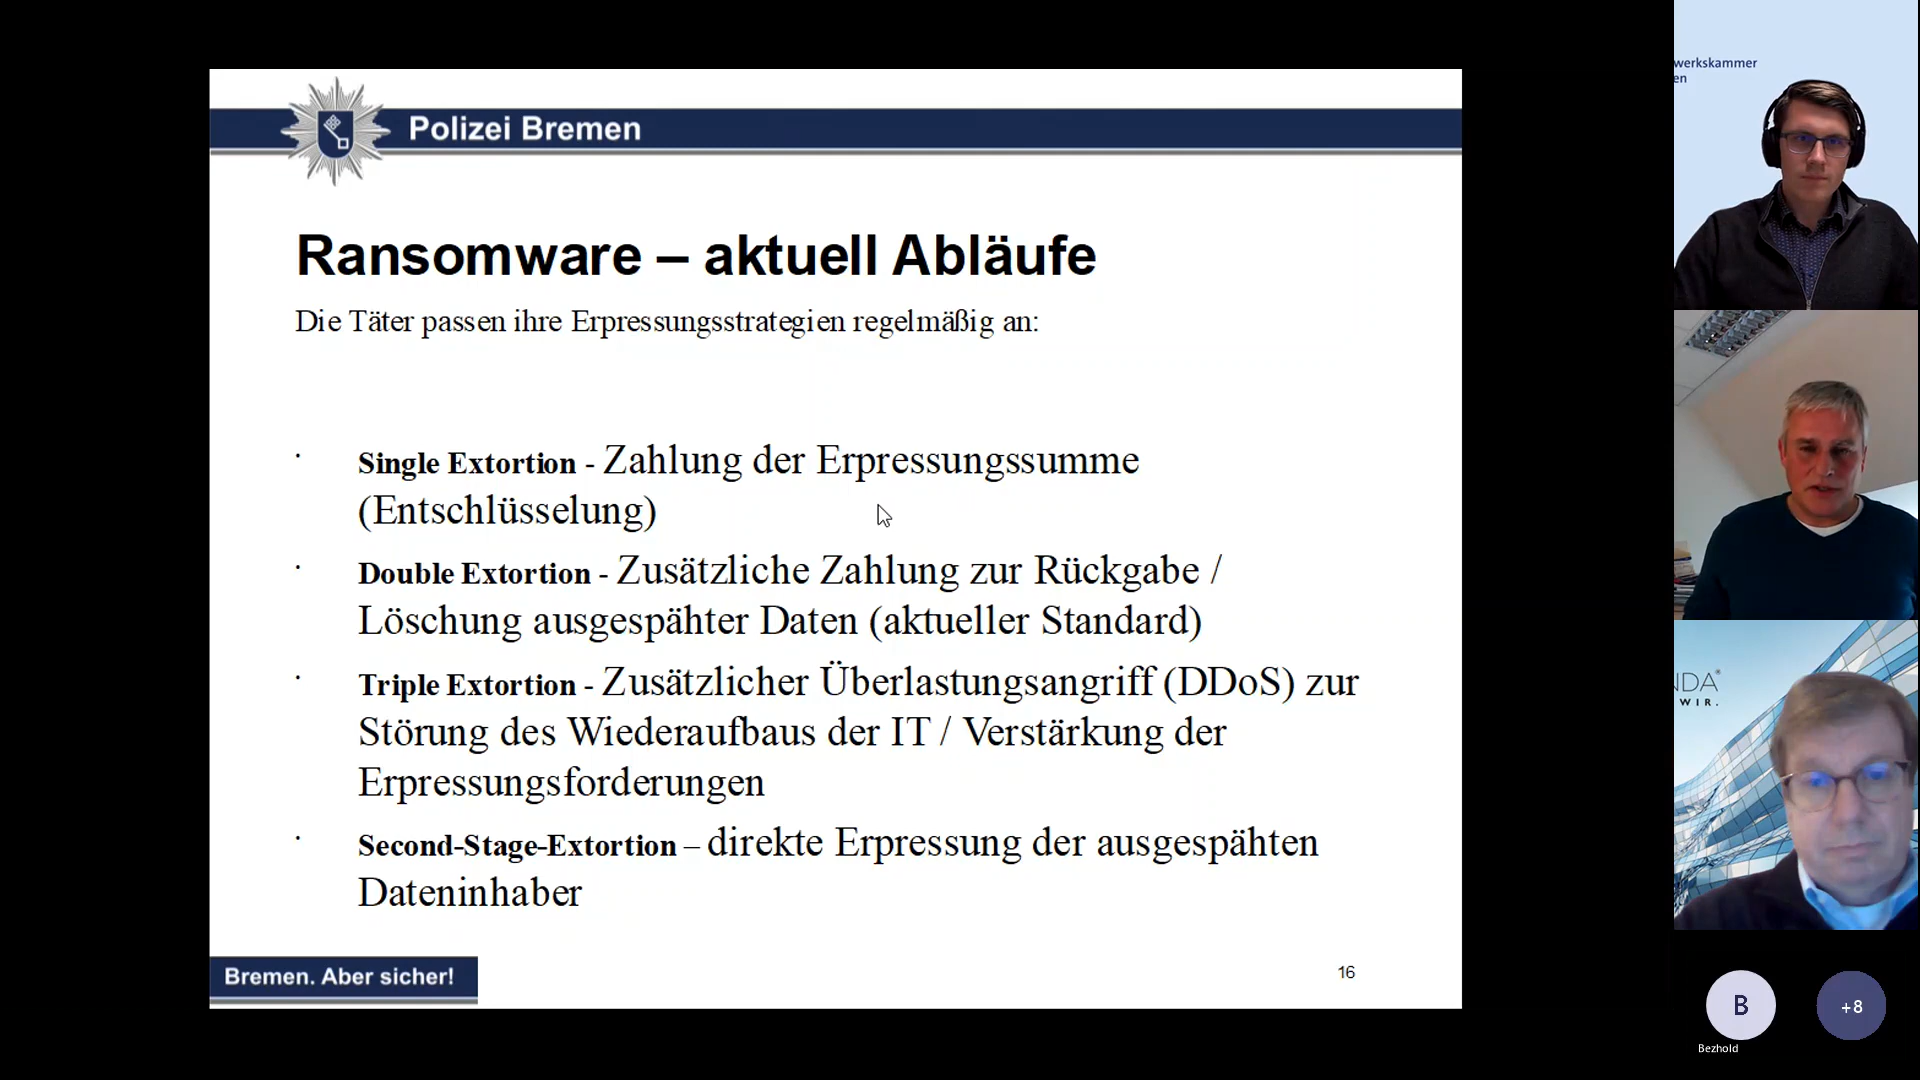 Polizei Bremen
Ransomware – aktuell Abläufe
Die Täter passen ihre Erpressungsstrategien regelmäßig an:
· Single Extortion - Zahlung der Erpressungssumme
(Entschlüsselung)
· Double Extortion - Zusätzliche Zahlung zur Rückgabe /
Löschung ausgespähter Daten (aktueller Standard)
· Triple Extortion - Zusätzlicher Überlastungsangriff (DDoS) zur
Störung des Wiederaufbaus der IT / Verstärkung der
Erpressungsforderungen
· Second-Stage-Extortion – direkte Erpressung der ausgespähten
Dateninhaber
Bremen. Aber sicher!
16
werkskammer
en
NDA
WIR.
B
+8
Bezhold